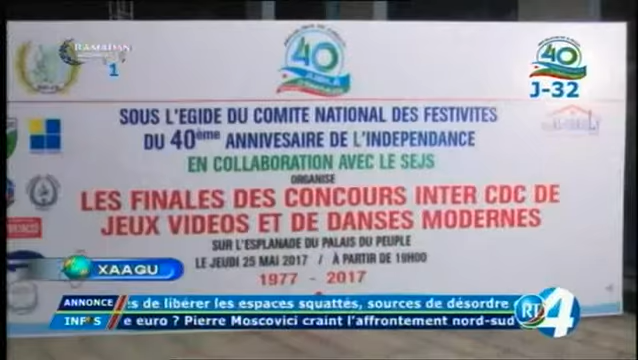 RAMADAN
1
40
40
J-32
SOUS L'EGIDE DU COMITE NATIONAL DES FESTIVITES
DU 40ème ANNIVESAIRE DE L'INDEPENDANCE
EN COLLABORATION AVEC LE SEJS
ORGANISE
LES FINALES DES CONCOURS INTER CDC DE
JEUX VIDEOS ET DE DANSES MODERNES
SUR L'ESPLANADE DU PALAIS DU PEUPLE
LE JEUDI 25 MAI 2017 / À PARTIR DE 19H00
1977 - 2017
XAAGU
ANNONCE es de libérer les espaces squattés, sources de désordre
INFOS e euro ? Pierre Moscovici craint l'affrontement nord-sud
RTD 4